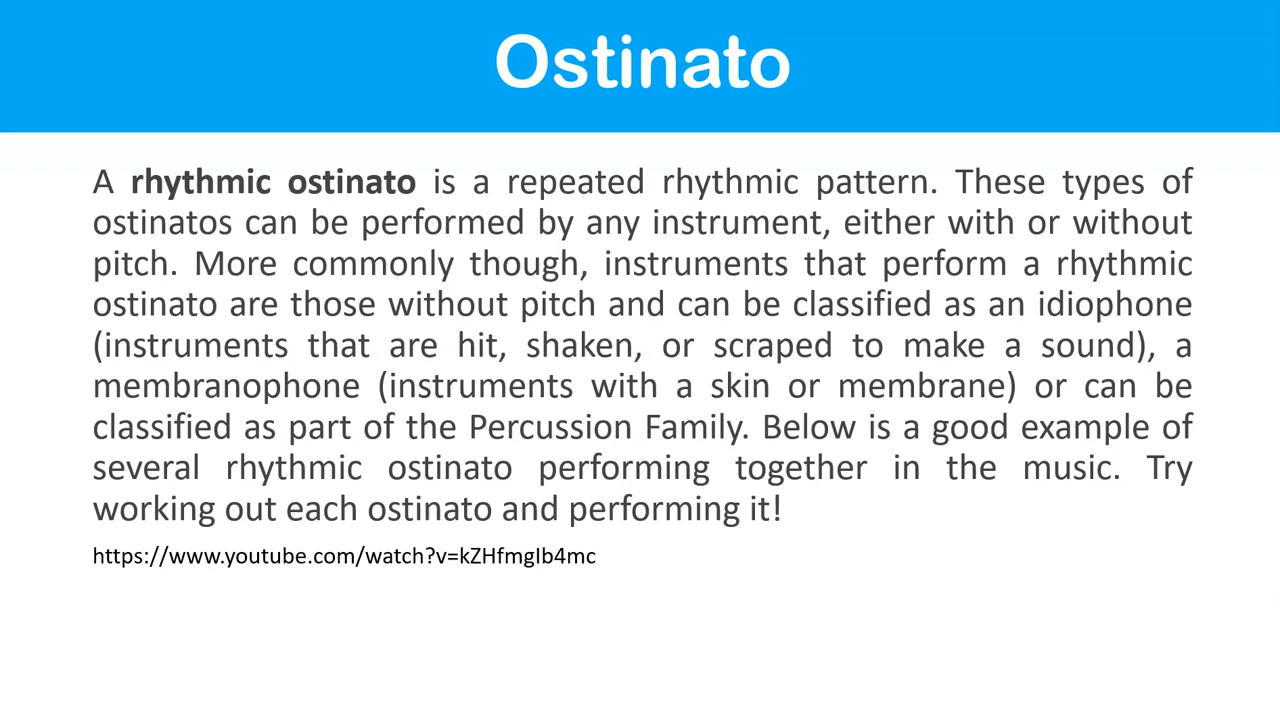 Ostinato
A rhythmic ostinato is a repeated rhythmic pattern. These types of
ostinatos can be performed by any instrument, either with or without
pitch. More commonly though, instruments that perform a rhythmic
ostinato are those without pitch and can be classified as an idiophone
(instruments that are hit, shaken, or scraped to make a sound), a
membranophone (instruments with a skin or membrane) or can be
classified as part of the Percussion Family. Below is a good example of
several rhythmic ostinato performing together in the music. Try
working out each ostinato and performing it!
https://www.youtube.com/watch?v=kZHfmgIb4mc